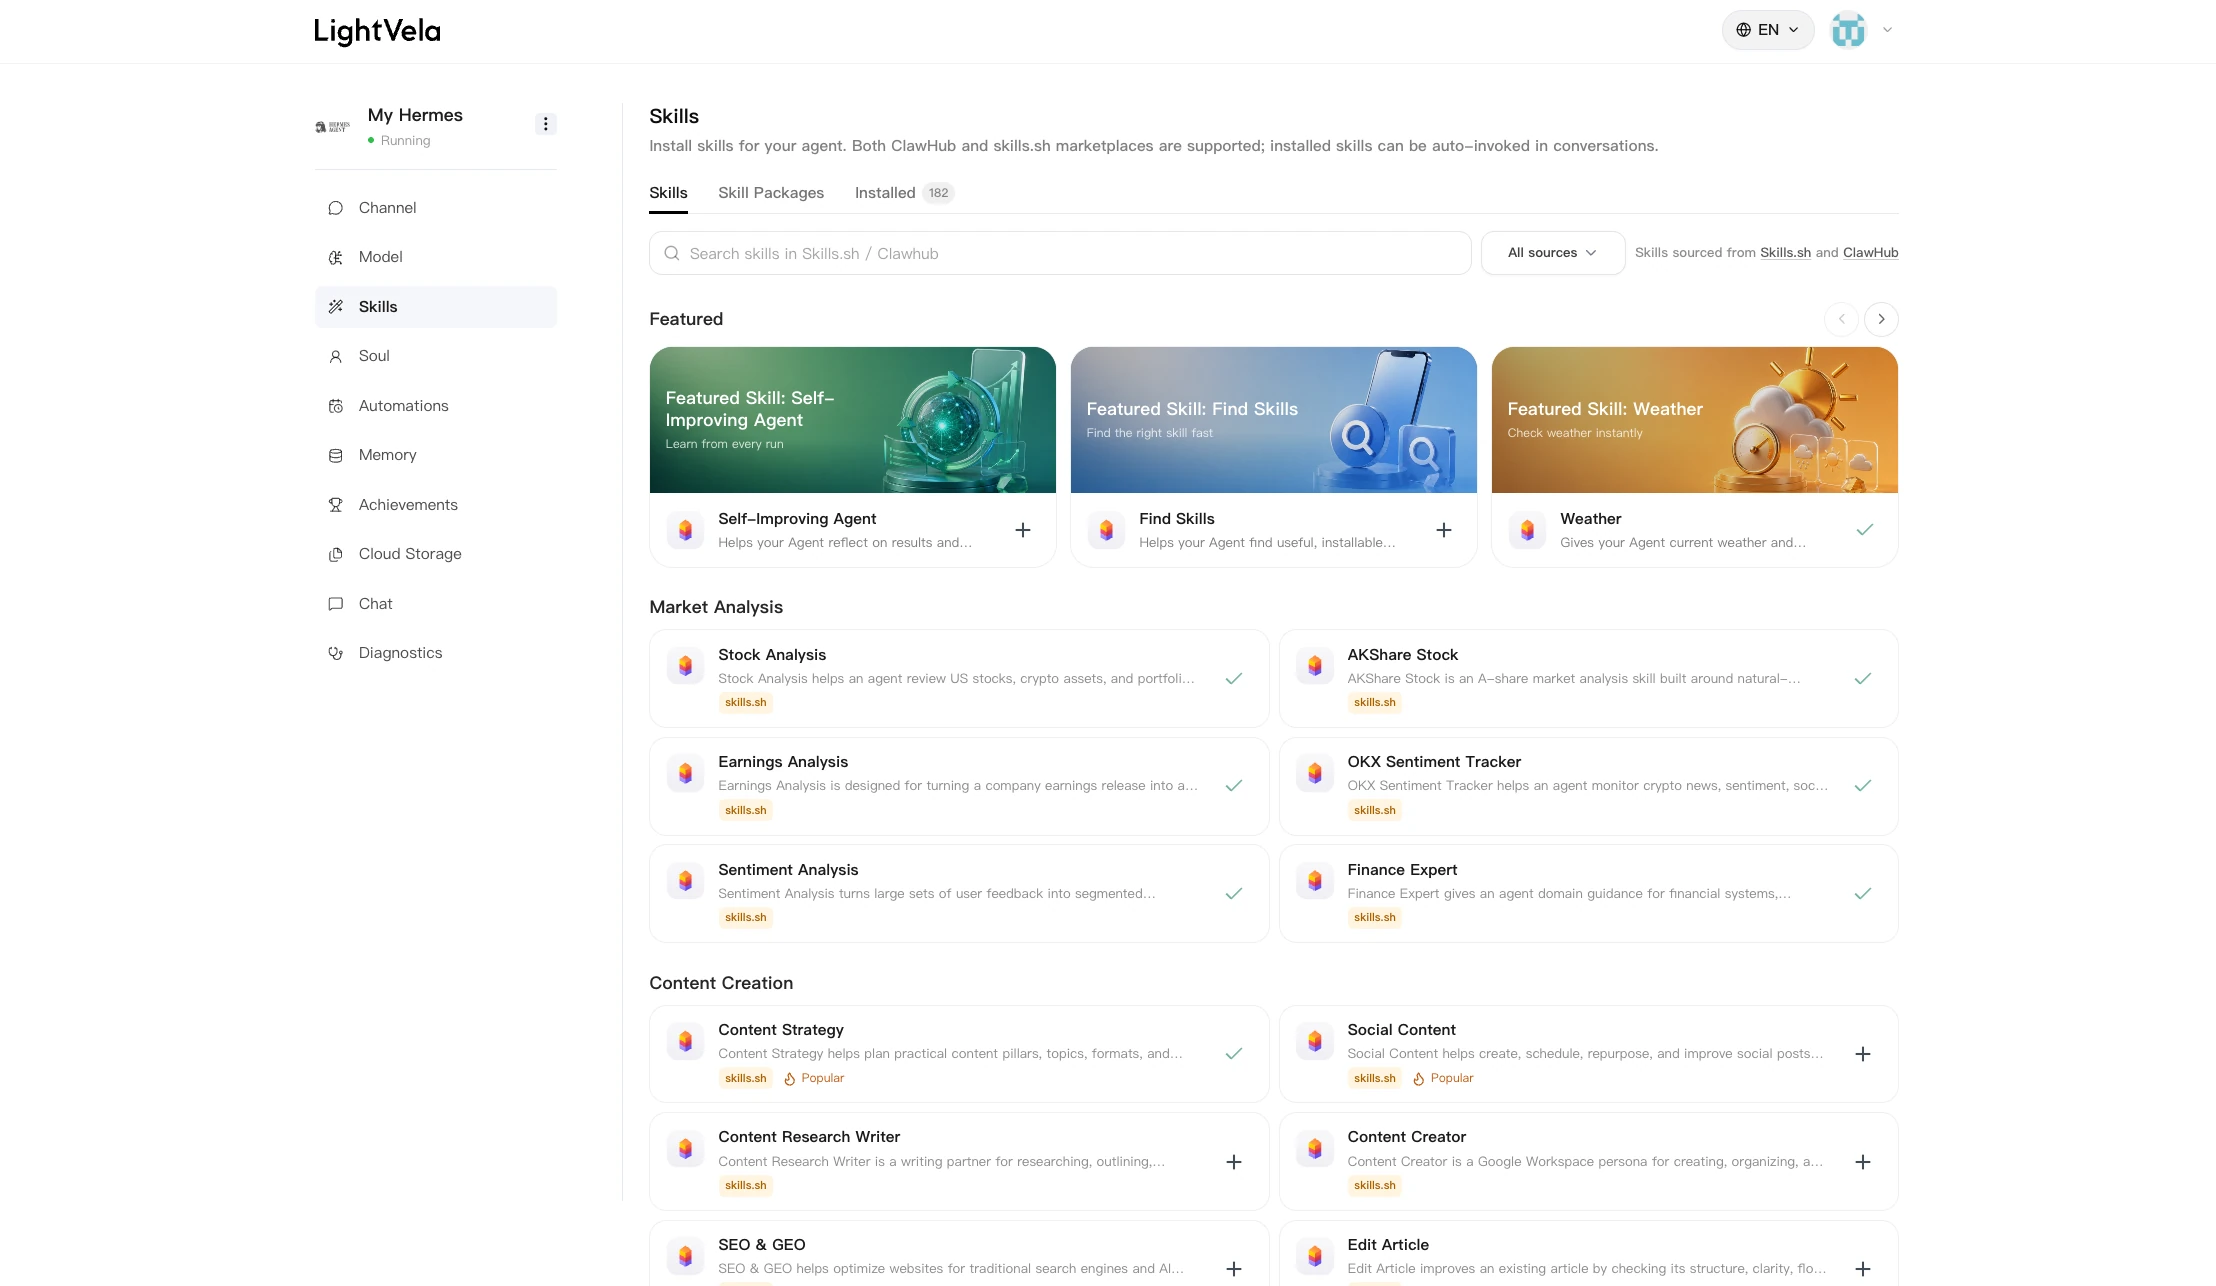 LightVela
EN
HERMES AGENT
My Hermes
Running
Channel
Model
Skills
Soul
Automations
Memory
Achievements
Cloud Storage
Chat
Diagnostics
Skills
Install skills for your agent. Both ClawHub and skills.sh marketplaces are supported; installed skills can be auto-invoked in conversations.
Skills
Skill Packages
Installed 182
Search skills in Skills.sh / Clawhub
All sources
Skills sourced from Skills.sh and ClawHub
Featured
Featured Skill: Self-
Improving Agent
Learn from every run
Self-Improving Agent
Helps your Agent reflect on results and...
Featured Skill: Find Skills
Find the right skill fast
Find Skills
Helps your Agent find useful, installable...
Featured Skill: Weather
Check weather instantly
Weather
Gives your Agent current weather and...
Market Analysis
Stock Analysis
Stock Analysis helps an agent review US stocks, crypto assets, and portfoli...
skills.sh
AKShare Stock
AKShare Stock is an A-share market analysis skill built around natural-...
skills.sh
Earnings Analysis
Earnings Analysis is designed for turning a company earnings release into a...
skills.sh
OKX Sentiment Tracker
OKX Sentiment Tracker helps an agent monitor crypto news, sentiment, soc...
skills.sh
Sentiment Analysis
Sentiment Analysis turns large sets of user feedback into segmented...
skills.sh
Finance Expert
Finance Expert gives an agent domain guidance for financial systems,...
skills.sh
Content Creation
Content Strategy
Content Strategy helps plan practical content pillars, topics, formats, and...
skills.sh Popular
Social Content
Social Content helps create, schedule, repurpose, and improve social posts...
skills.sh Popular
Content Research Writer
Content Research Writer is a writing partner for researching, outlining,...
skills.sh
Content Creator
Content Creator is a Google Workspace persona for creating, organizing, a...
skills.sh
SEO & GEO
SEO & GEO helps optimize websites for traditional search engines and AI...
Edit Article
Edit Article improves an existing article by checking its structure, clarity, flo...